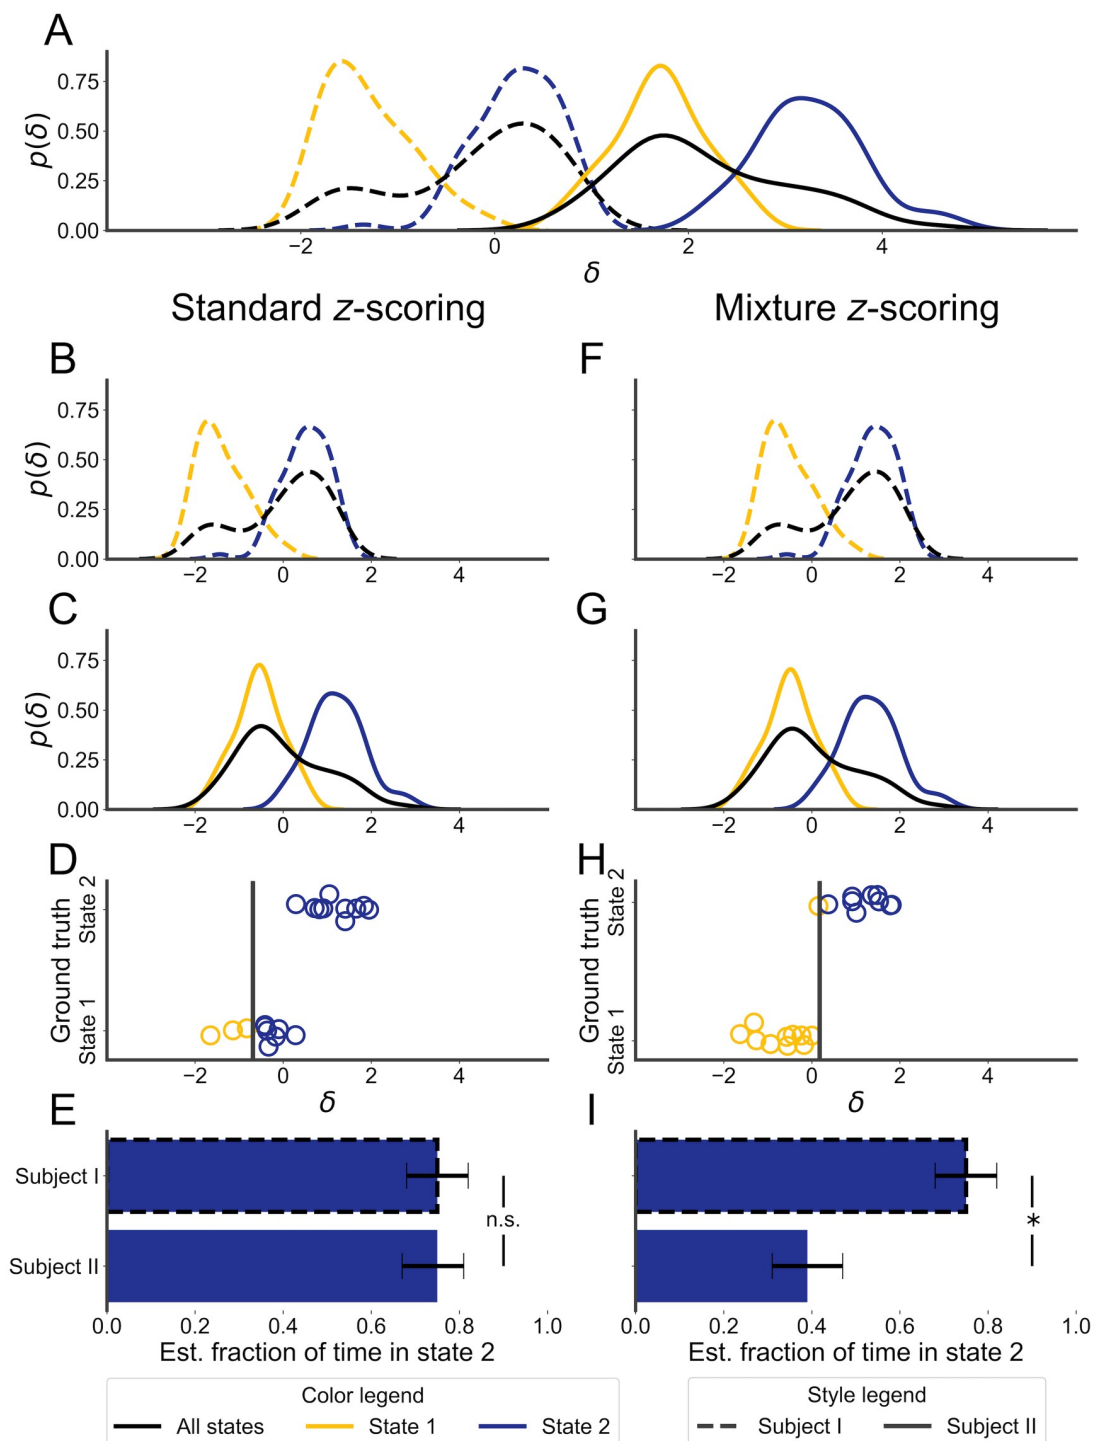 A
p(δ)
0.75
0.50
0.25
0.00
−2 0 2 4
δ
Standard z-scoring
Mixture z-scoring
B
p(δ)
0.75
0.50
0.25
0.00
−2 0 2 4
F
−2 0 2 4
C
p(δ)
0.75
0.50
0.25
0.00
−2 0 2 4
G
−2 0 2 4
D
Ground truth
State 2
State 1
−2 0 2 4
δ
H
Ground truth
State 2
State 1
−2 0 2 4
δ
E
Subject I
Subject II
n.s.
0.0 0.2 0.4 0.6 0.8 1.0
Est. fraction of time in state 2
I
*
0.0 0.2 0.4 0.6 0.8 1.0
Est. fraction of time in state 2
Color legend
All states State 1 State 2
Style legend
Subject I Subject II